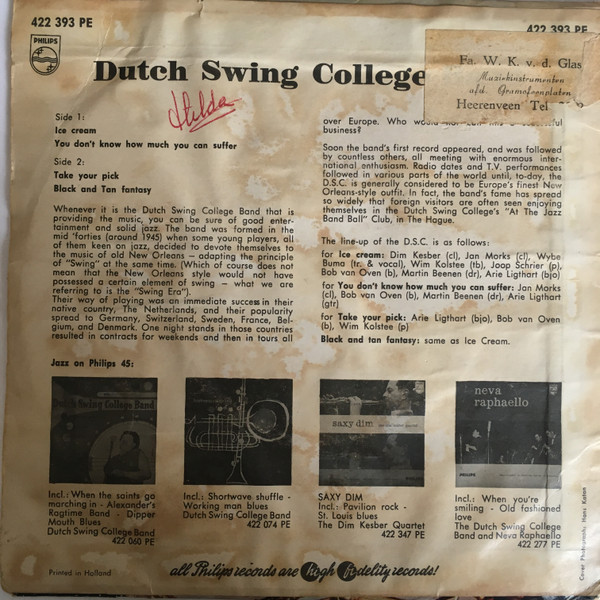 422 393 PE
422 393 PE
PHILIPS
Fa. W. K. v. d. Glas
Muziekinstrumenten
afd. Gramofoonplaten
Heerenveen Tel
Dutch Swing College
Hilda
Side 1:
Ice cream
You don't know how much you can suffer
Side 2:
Take your pick
Black and Tan fantasy
Whenever it is the Dutch Swing College Band that is
providing the music, you can be sure of good enter-
tainment and solid jazz. The band was formed in the
mid 'forties (around 1945) when some young players, all
of them keen on jazz, decided to devote themselves to
the music of old New Orleans – adapting the principle
of "Swing" at the same time. (Which of course does not
mean that the New Orleans style would not have
possessed a certain element of swing – what we are
referring to is the "Swing Era").
Their way of playing was an immediate success in their
native country, The Netherlands, and their popularity
spread to Germany, Switzerland, Sweden, France, Bel-
gium, and Denmark. One night stands in those countries
resulted in contracts for weekends and then in tours all
over Europe. Who would
business?
Soon the band's first record appeared, and was followed
by countless others, all meeting with enormous inter-
national enthusiasm. Radio dates and T.V. performances
followed in various parts of the world until, to-day, the
D.S.C. is generally considered to be Europe's finest New
Orleans-style outfit. In fact, the band's fame has spread
so widely that foreign visitors are often seen enjoying
themselves in the Dutch Swing College's "At The Jazz
Band Ball" Club, in The Hague.
The line-up of the D.S.C. is as follows:
for Ice cream: Dim Kesber (cl), Jan Morks (cl), Wybe
Buma (tr. & vocal), Wim Kolstee (tb), Joop Schrier (p),
Bob van Oven (b), Martin Beenen (dr), Arie Ligthart (bjo)
for You don't know how much you can suffer: Jan Morks
(cl), Bob van Oven (b), Martin Beenen (dr), Arie Ligthart
(gtr)
for Take your pick: Arie Ligthart (bjo), Bob van Oven
(b), Wim Kolstee (p)
Black and tan fantasy: same as Ice Cream.
Jazz on Philips 45:
Swing College Band
saxy dim
neva
raphaello
PHILIPS
Incl.: When the saints go
marching in - Alexander's
Ragtime Band - Dipper
Mouth Blues
Dutch Swing College Band
422 060 PE
Incl.: Shortwave shuffle -
Working man blues
Dutch Swing College Band
422 074 PE
SAXY DIM
Incl.: Pavilion rock -
St. Louis blues
The Dim Kesber Quartet
422 347 PE
Incl.: When you're
smiling - Old fashioned
love
The Dutch Swing College
Band and Neva Raphaello
422 277 PE
Printed in Holland
all Philips records are high fidelity records!
Cover Photography: Hans Katan